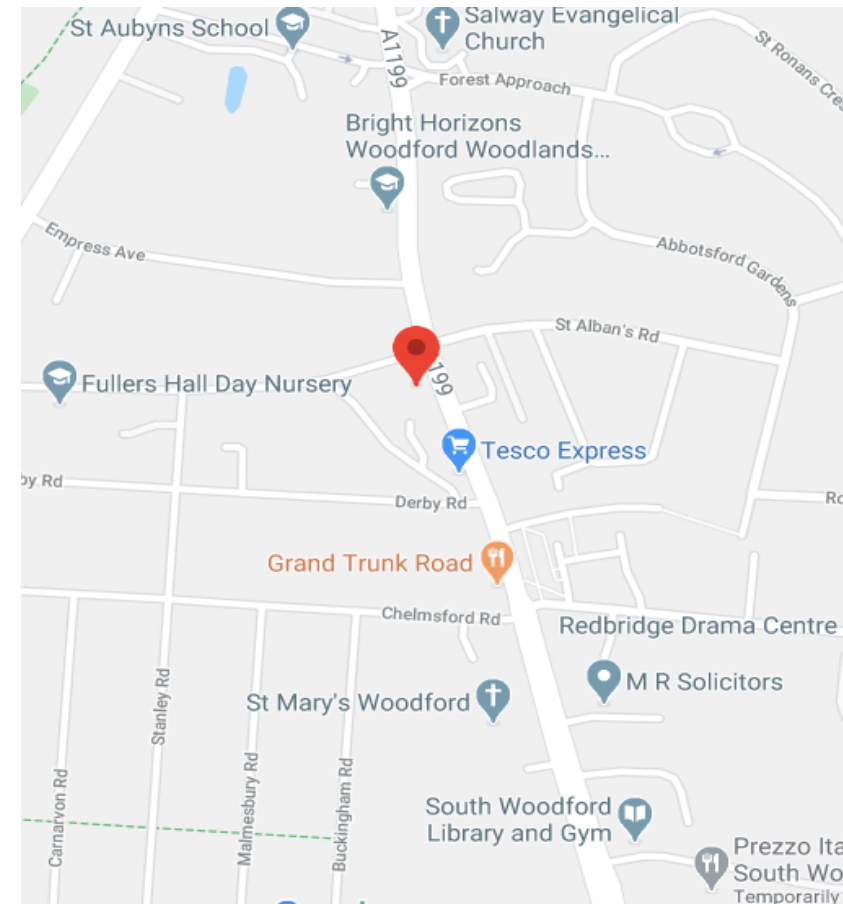 St Aubyns School
Salway Evangelical
Church
A1199
Forest Approach
St Ronans Cres
Bright Horizons
Woodford Woodlands...
Empress Ave
Abbotsford Gardens
St Alban's Rd
199
Fullers Hall Day Nursery
Tesco Express
by Rd
Derby Rd
Ro
Grand Trunk Road
Chelmsford Rd
Redbridge Drama Centre
M R Solicitors
St Mary's Woodford
Stanley Rd
Carnarvon Rd
Malmesbury Rd
Buckingham Rd
South Woodford
Library and Gym
Prezzo Ita
South Wo
Temporarily